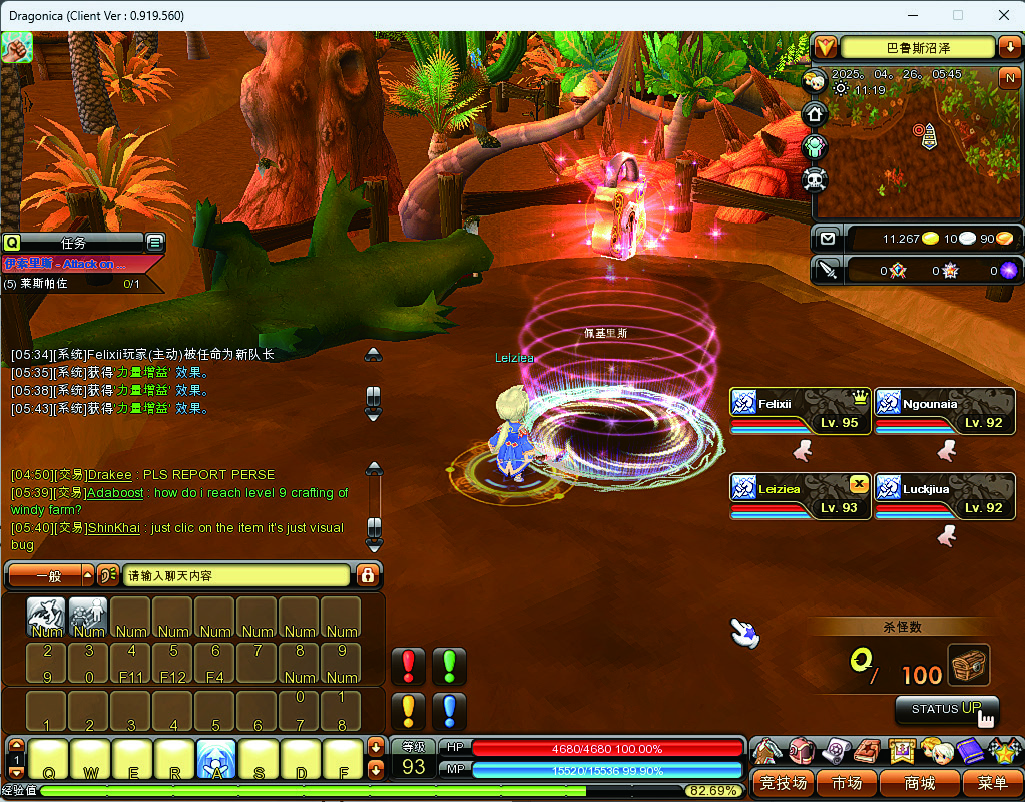 Dragonica (Client Ver : 0.919.560)
巴鲁斯沼泽
2025。 04。 26。 05:45
11:19
N
11.267 10 90
0 0 0
Q 任务
伊索里斯 - Attack on ...
(5) 莱斯帕佐 0/1
佩基里斯
Leiziea
[05:34][系统]Felixii玩家(主动)被任命为新队长
[05:35][系统]获得'力量增益' 效果。
[05:38][系统]获得'力量增益' 效果。
[05:43][系统]获得'力量增益' 效果。
[04:50][交易]Drakee : PLS REPORT PERSE
[05:39][交易]Adaboost : how do i reach level 9 crafting of
windy farm?
[05:40][交易]ShinKhai : just clic on the item it's just visual
bug
Felixii Lv. 95
Ngounaia Lv. 92
Leiziea Lv. 93
Luckjiua Lv. 92
一般 请输入聊天内容
Num Num Num Num Num Num Num Num
2 3 4 5 6 7 8 9
9 0 F11 F12 F4 Num Num
0 1
1 2 3 4 5 6 7 8
杀怪数
0/ 100
STATUS UP
1 Q W E R A S D F
等级 93
HP 4680/4680 100.00%
MP 15520/15536 99.90%
经验值 82.69%
竞技场 市场 商城 菜单